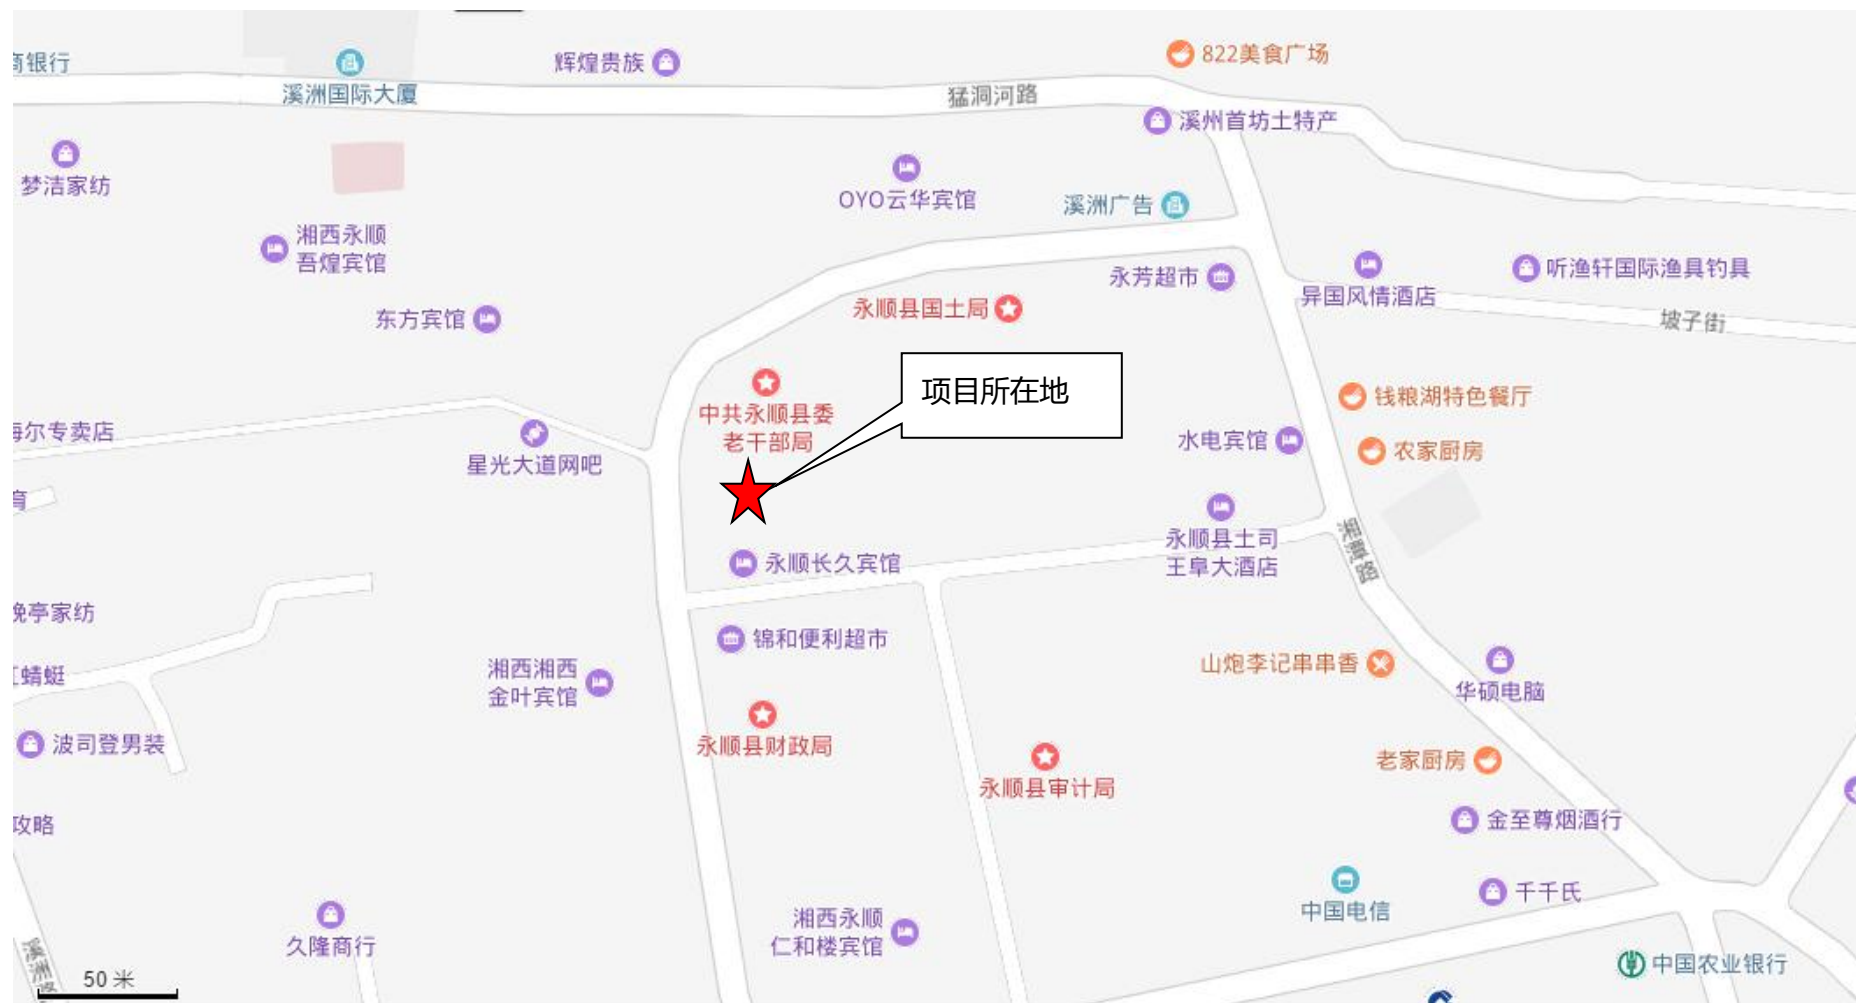 822美食广场
商银行
辉煌贵族
溪洲国际大厦
猛洞河路
溪州首坊土特产
梦洁家纺
OYO云华宾馆
溪洲广告
湘西永顺
吾煌宾馆
永芳超市
听渔轩国际渔具钓具
异国风情酒店
东方宾馆
永顺县国土局
坡子街
项目所在地
钱粮湖特色餐厅
中共永顺县委
老干部局
海尔专卖店
水电宾馆
农家厨房
星光大道网吧
育
永顺县土司
王阜大酒店
永顺长久宾馆
晚亭家纺
锦和便利超市
湘西湘西
金叶宾馆
山炮李记串串香
红蜻蜓
华硕电脑
永顺县财政局
波司登男装
老家厨房
永顺县审计局
金至尊烟酒行
攻略
千千氏
中国电信
湘西永顺
仁和楼宾馆
久隆商行
溪洲路
中国农业银行
50米